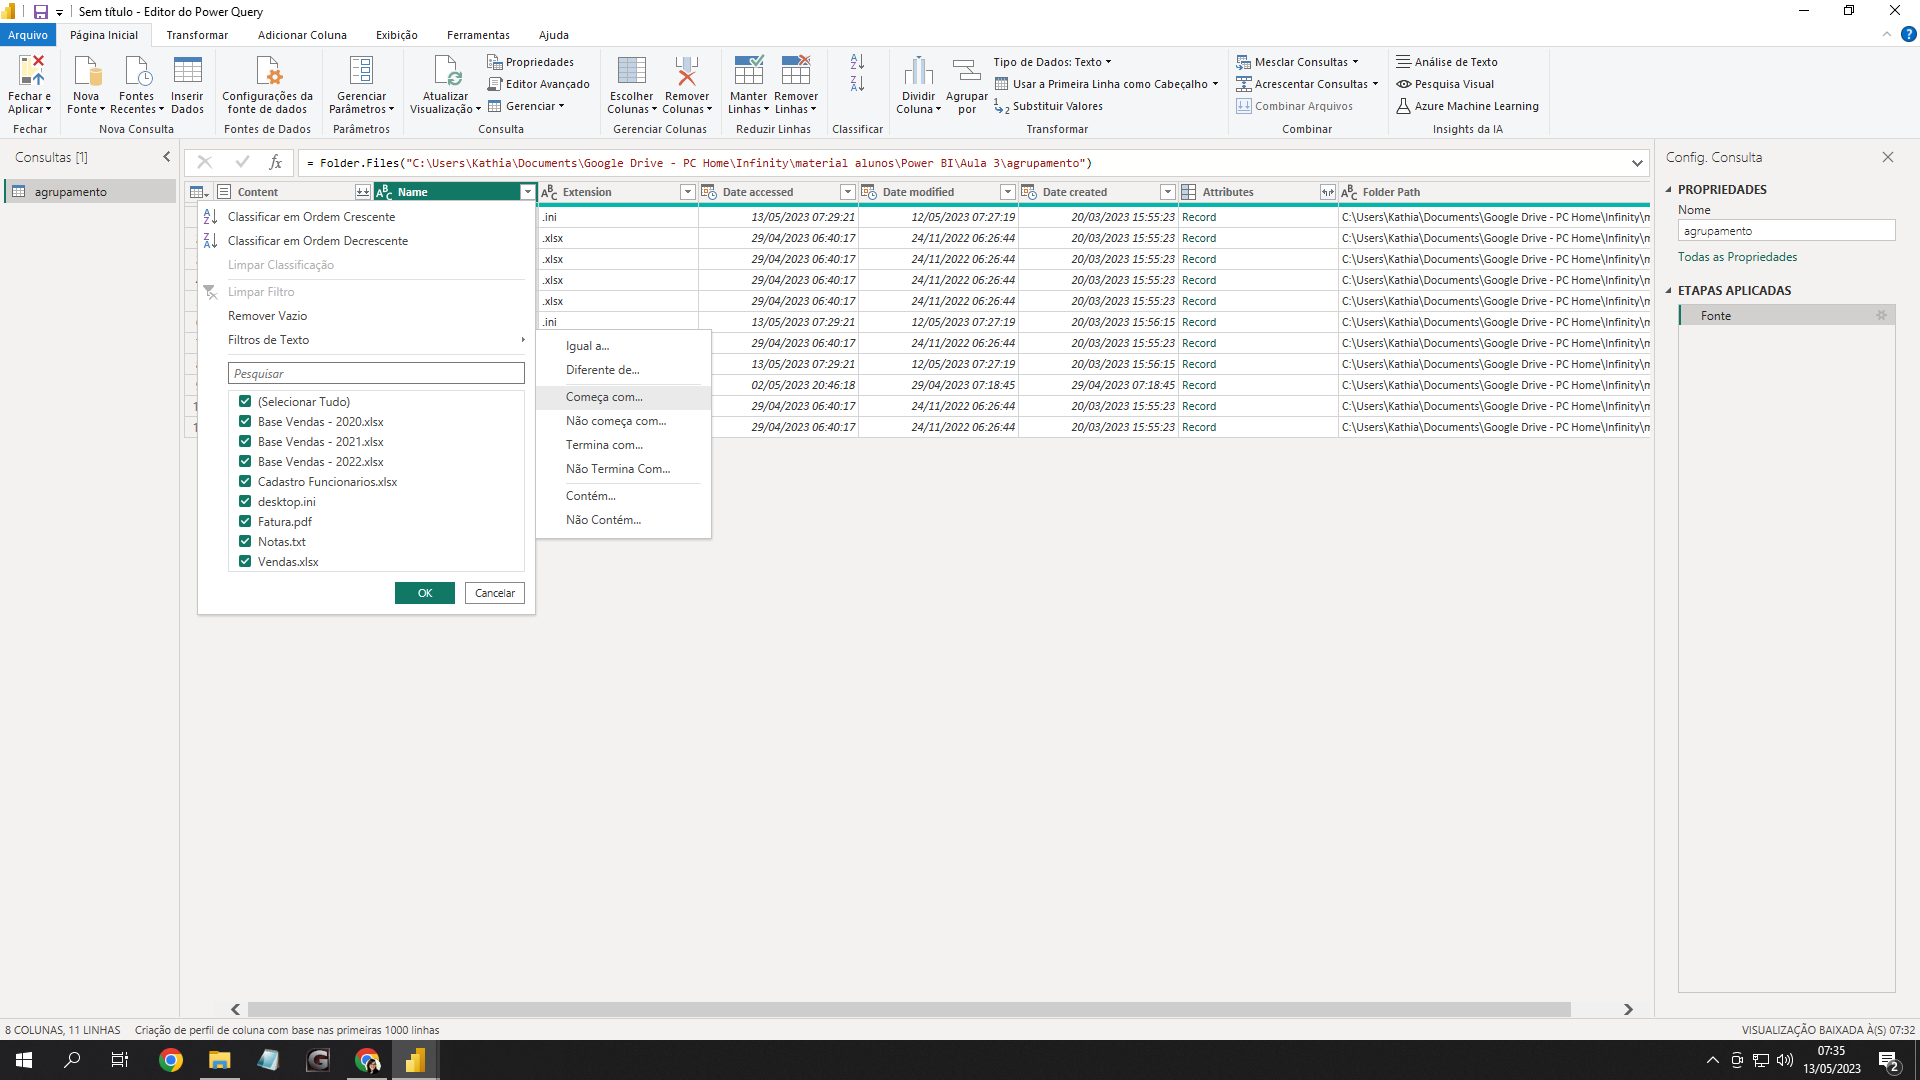 Sem título - Editor do Power Query
Arquivo
Página Inicial
Transformar
Adicionar Coluna
Exibição
Ferramentas
Ajuda
Fechar e
Aplicar
Fechar
Nova
Fonte
Fontes
Recentes
Inserir
Dados
Nova Consulta
Configurações da
fonte de dados
Fontes de Dados
Gerenciar
Parâmetros
Parâmetros
Atualizar
Visualização
Propriedades
Editor Avançado
Gerenciar
Consulta
Escolher
Colunas
Remover
Colunas
Gerenciar Colunas
Manter
Linhas
Remover
Linhas
Reduzir Linhas
Classificar
Dividir
Coluna
Agrupar
por
Tipo de Dados: Texto
Usar a Primeira Linha como Cabeçalho
Substituir Valores
Transformar
Mesclar Consultas
Acrescentar Consultas
Combinar Arquivos
Combinar
Análise de Texto
Pesquisa Visual
Azure Machine Learning
Insights da IA
Consultas [1]
agrupamento
fx
= Folder.Files("C:\Users\Kathia\Documents\Google Drive - PC Home\Infinity\material alunos\Power BI\Aula 3\agrupamento")
Content Name Extension Date accessed Date modified Date created Attributes Folder Path
.ini 13/05/2023 07:29:21 12/05/2023 07:27:19 20/03/2023 15:55:23 Record C:\Users\Kathia\Documents\Google Drive - PC Home\Infinity\m
.xlsx 29/04/2023 06:40:17 24/11/2022 06:26:44 20/03/2023 15:55:23 Record C:\Users\Kathia\Documents\Google Drive - PC Home\Infinity\m
.xlsx 29/04/2023 06:40:17 24/11/2022 06:26:44 20/03/2023 15:55:23 Record C:\Users\Kathia\Documents\Google Drive - PC Home\Infinity\m
.xlsx 29/04/2023 06:40:17 24/11/2022 06:26:44 20/03/2023 15:55:23 Record C:\Users\Kathia\Documents\Google Drive - PC Home\Infinity\m
.xlsx 29/04/2023 06:40:17 24/11/2022 06:26:44 20/03/2023 15:55:23 Record C:\Users\Kathia\Documents\Google Drive - PC Home\Infinity\m
.ini 13/05/2023 07:29:21 12/05/2023 07:27:19 20/03/2023 15:56:15 Record C:\Users\Kathia\Documents\Google Drive - PC Home\Infinity\m
29/04/2023 06:40:17 24/11/2022 06:26:44 20/03/2023 15:55:23 Record C:\Users\Kathia\Documents\Google Drive - PC Home\Infinity\m
13/05/2023 07:29:21 12/05/2023 07:27:19 20/03/2023 15:56:15 Record C:\Users\Kathia\Documents\Google Drive - PC Home\Infinity\m
02/05/2023 20:46:18 29/04/2023 07:18:45 29/04/2023 07:18:45 Record C:\Users\Kathia\Documents\Google Drive - PC Home\Infinity\m
29/04/2023 06:40:17 24/11/2022 06:26:44 20/03/2023 15:55:23 Record C:\Users\Kathia\Documents\Google Drive - PC Home\Infinity\m
29/04/2023 06:40:17 24/11/2022 06:26:44 20/03/2023 15:55:23 Record C:\Users\Kathia\Documents\Google Drive - PC Home\Infinity\m
Classificar em Ordem Crescente
Classificar em Ordem Decrescente
Limpar Classificação
Limpar Filtro
Remover Vazio
Filtros de Texto
Pesquisar
(Selecionar Tudo)
Base Vendas - 2020.xlsx
Base Vendas - 2021.xlsx
Base Vendas - 2022.xlsx
Cadastro Funcionarios.xlsx
desktop.ini
Fatura.pdf
Notas.txt
Vendas.xlsx
OK
Cancelar
Igual a...
Diferente de...
Começa com...
Não começa com...
Termina com...
Não Termina Com...
Contém...
Não Contém...
Config. Consulta
PROPRIEDADES
Nome
agrupamento
Todas as Propriedades
ETAPAS APLICADAS
Fonte
8 COLUNAS, 11 LINHAS
Criação de perfil de coluna com base nas primeiras 1000 linhas
VISUALIZAÇÃO BAIXADA À(S) 07:32
07:35
13/05/2023
2